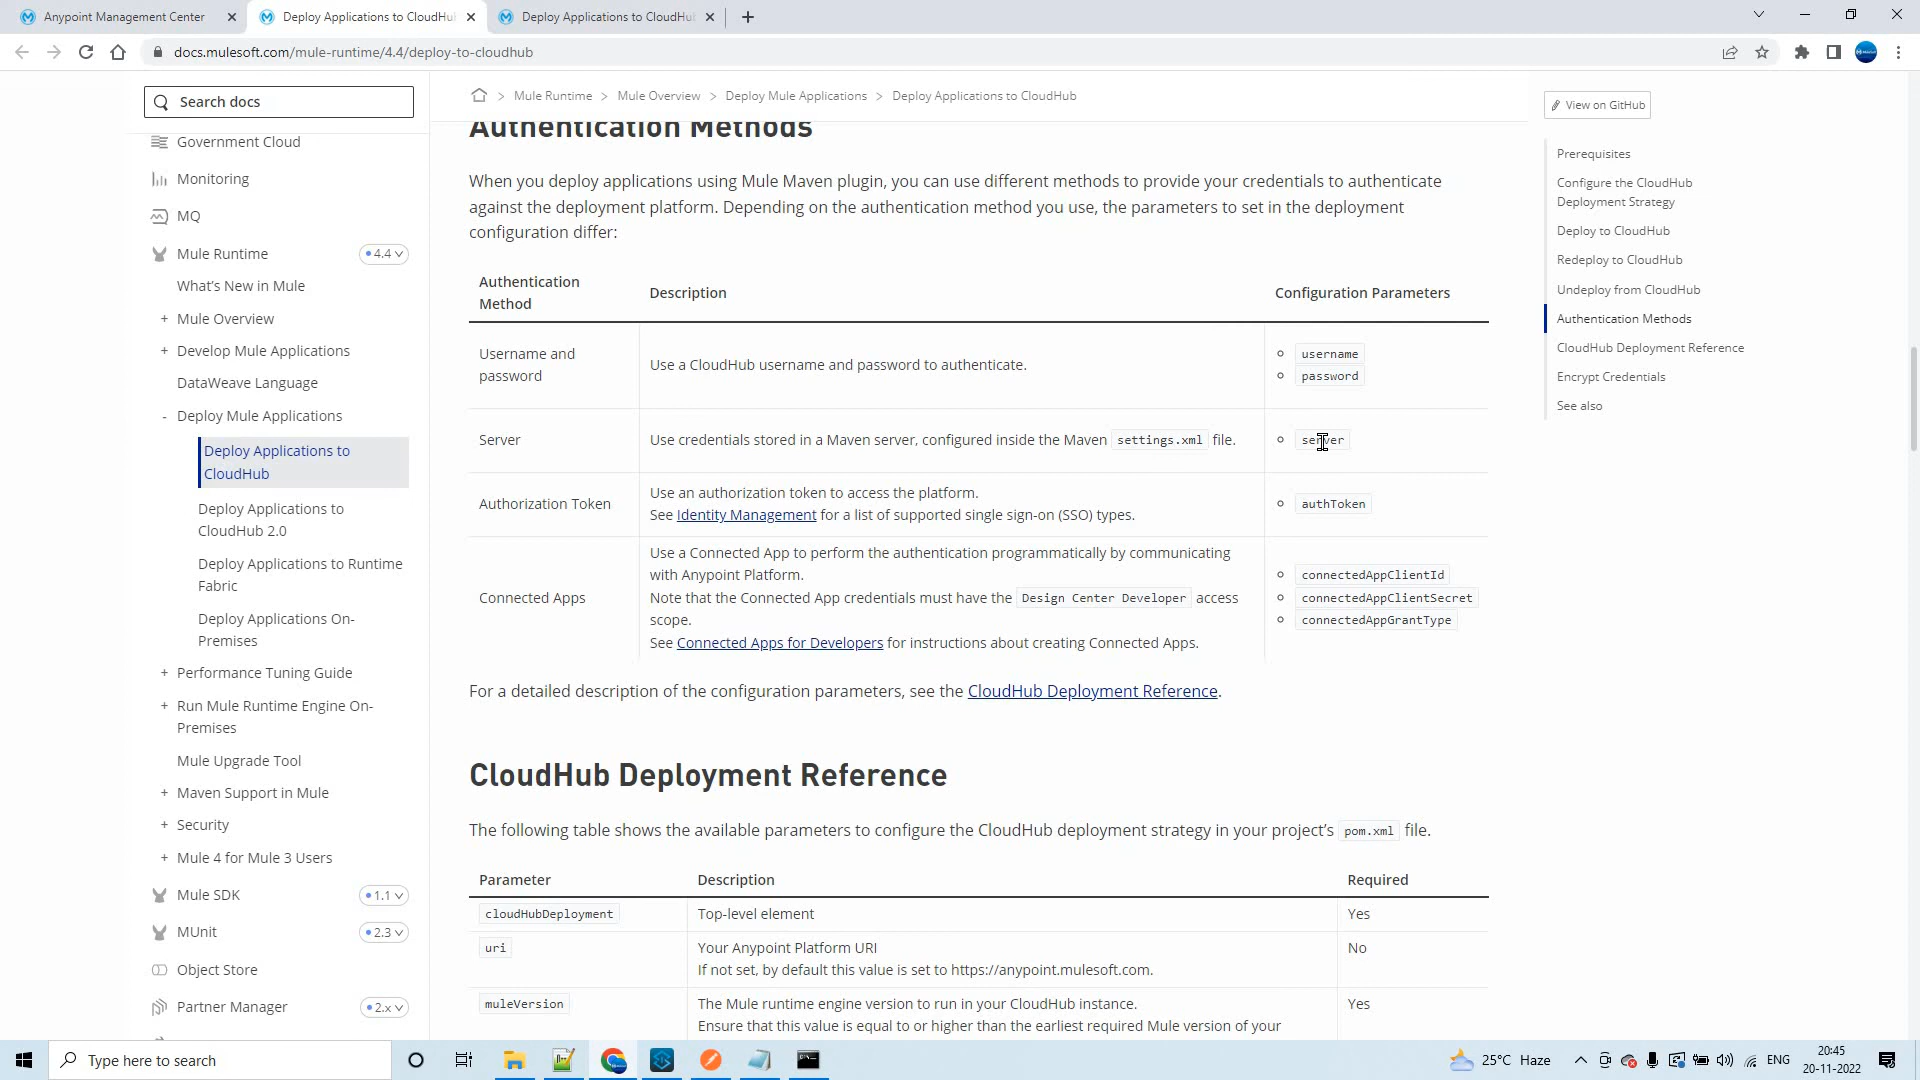 Anypoint Management Center
Deploy Applications to CloudHub
Deploy Applications to CloudHub
docs.mulesoft.com/mule-runtime/4.4/deploy-to-cloudhub
Search docs
Government Cloud
Monitoring
MQ
Mule Runtime 4.4
What's New in Mule
+ Mule Overview
+ Develop Mule Applications
DataWeave Language
- Deploy Mule Applications
Deploy Applications to
CloudHub
Deploy Applications to
CloudHub 2.0
Deploy Applications to Runtime
Fabric
Deploy Applications On-
Premises
+ Performance Tuning Guide
+ Run Mule Runtime Engine On-
Premises
Mule Upgrade Tool
+ Maven Support in Mule
+ Security
+ Mule 4 for Mule 3 Users
Mule SDK 1.1
MUnit 2.3
Object Store
Partner Manager 2.x
> Mule Runtime > Mule Overview > Deploy Mule Applications > Deploy Applications to CloudHub
Authentication Methods
When you deploy applications using Mule Maven plugin, you can use different methods to provide your credentials to authenticate
against the deployment platform. Depending on the authentication method you use, the parameters to set in the deployment
configuration differ:
Authentication
Method
Description
Configuration Parameters
Username and
password
Use a CloudHub username and password to authenticate.
username
password
Server
Use credentials stored in a Maven server, configured inside the Maven settings.xml file.
server
Authorization Token
Use an authorization token to access the platform.
See Identity Management for a list of supported single sign-on (SSO) types.
authToken
Connected Apps
Use a Connected App to perform the authentication programmatically by communicating
with Anypoint Platform.
Note that the Connected App credentials must have the Design Center Developer access
scope.
See Connected Apps for Developers for instructions about creating Connected Apps.
connectedAppClientId
connectedAppClientSecret
connectedAppGrantType
For a detailed description of the configuration parameters, see the CloudHub Deployment Reference.
CloudHub Deployment Reference
The following table shows the available parameters to configure the CloudHub deployment strategy in your project's pom.xml file.
Parameter Description Required
cloudHubDeployment Top-level element Yes
uri Your Anypoint Platform URI No
If not set, by default this value is set to https://anypoint.mulesoft.com.
muleVersion The Mule runtime engine version to run in your CloudHub instance. Yes
Ensure that this value is equal to or higher than the earliest required Mule version of your
View on GitHub
Prerequisites
Configure the CloudHub
Deployment Strategy
Deploy to CloudHub
Redeploy to CloudHub
Undeploy from CloudHub
Authentication Methods
CloudHub Deployment Reference
Encrypt Credentials
See also
Type here to search
25°C Haze
ENG
20:45
20-11-2022